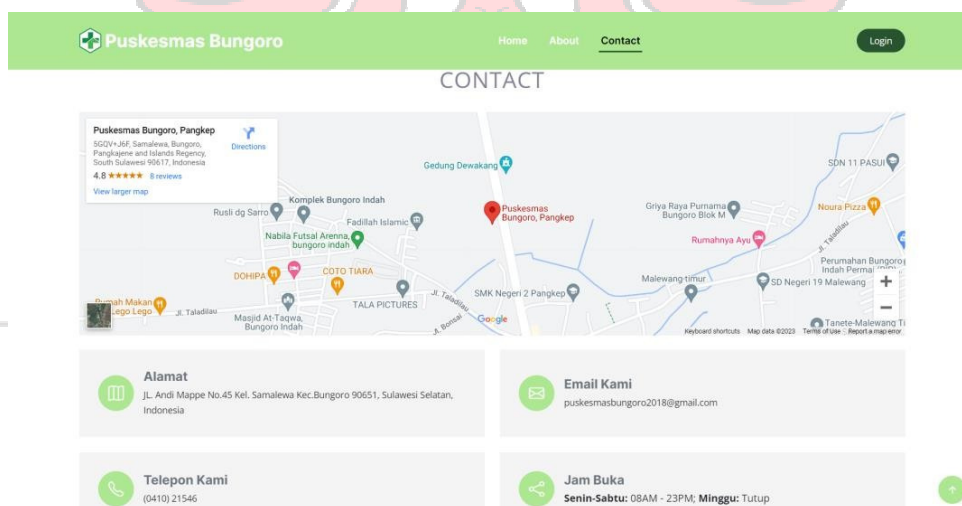 Puskesmas Bungoro
Home About Contact
Login
CONTACT
Puskesmas Bungoro, Pangkep
5GQV+J6F, Samalewa, Bungoro,
Pangkajene and Islands Regency,
South Sulawesi 90617, Indonesia
4.8 ★★★★★ 8 reviews
View larger map
Directions
Gedung Dewakang
SDN 11 PASUI
Komplek Bungoro Indah
Rusli dg Sarro
Fadillah Islamic
Puskesmas
Bungoro, Pangkep
Griya Raya Purnama
Bungoro Blok M
Noura Pizza
Nabila Futsal Arenna,
bungoro indah
Rumahnya Ayu
Jl. Taladilau
Perumahan Bungoro
Indah Permai
DOHIPA
COTO TIARA
Malewang timur
SD Negeri 19 Malewang
Rumah Makan
Lego Lego
Jl. Taladilau
TALA PICTURES
Jl. Taladilau
SMK Negeri 2 Pangkep
Masjid At-Taqwa,
Bungoro Indah
Jl. Bonsai
Google
Tanete-Malewang
Keyboard shortcuts Map data ©2023 Terms of Use Report a map error
Alamat
JL. Andi Mappe No.45 Kel. Samalewa Kec.Bungoro 90651, Sulawesi Selatan,
Indonesia
Email Kami
puskesmasbungoro2018@gmail.com
Telepon Kami
(0410) 21546
Jam Buka
Senin-Sabtu: 08AM - 23PM; Minggu: Tutup